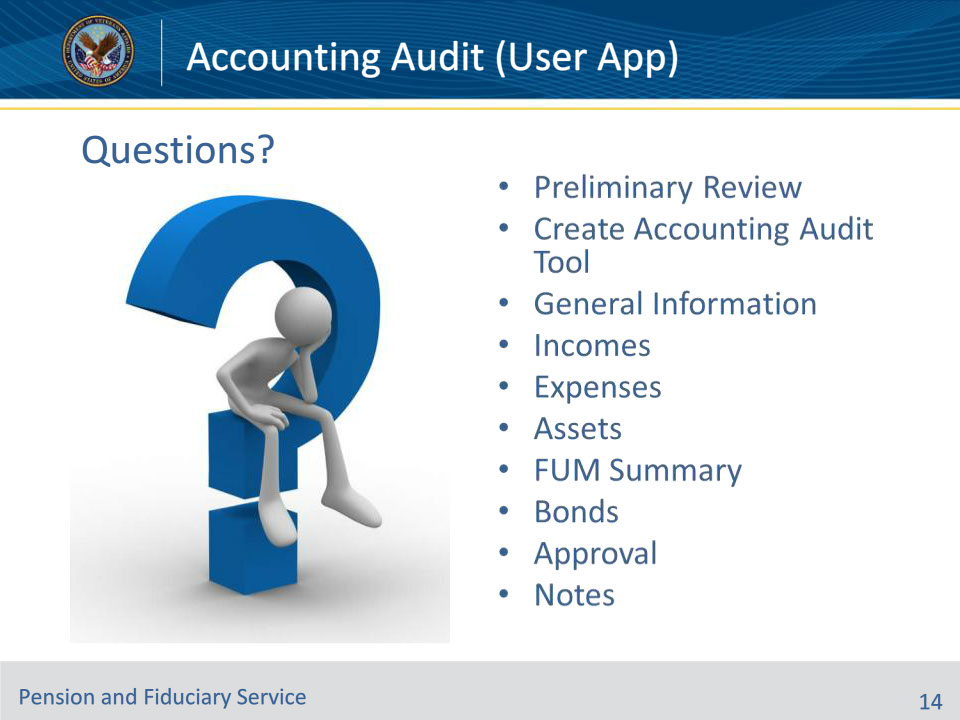 Accounting Audit (User App)
Questions?
• Preliminary Review
• Create Accounting Audit
Tool
• General Information
• Incomes
• Expenses
• Assets
• FUM Summary
• Bonds
• Approval
• Notes
Pension and Fiduciary Service
14